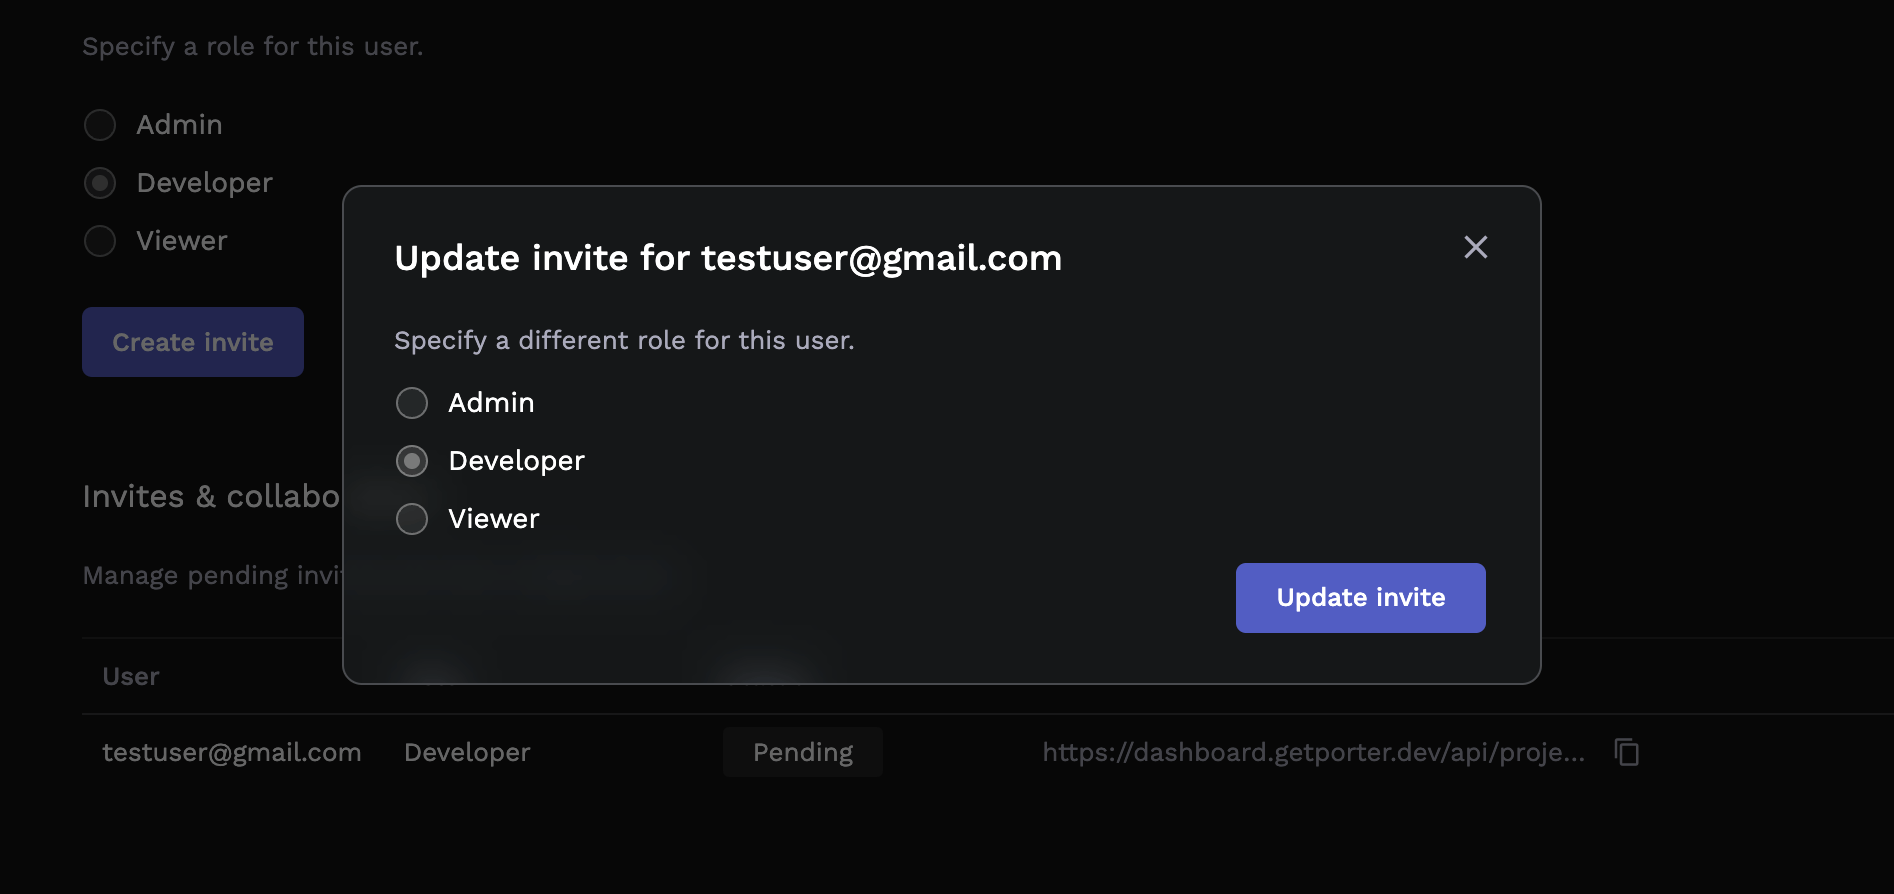 Specify a role for this user.
Admin
Developer
Viewer
Create invite
Update invite for testuser@gmail.com
Specify a different role for this user.
Admin
Developer
Viewer
Update invite
Invites & collabo
Manage pending
User
testuser@gmail.com Developer Pending https://dashboard.getporter.dev/api/proje...